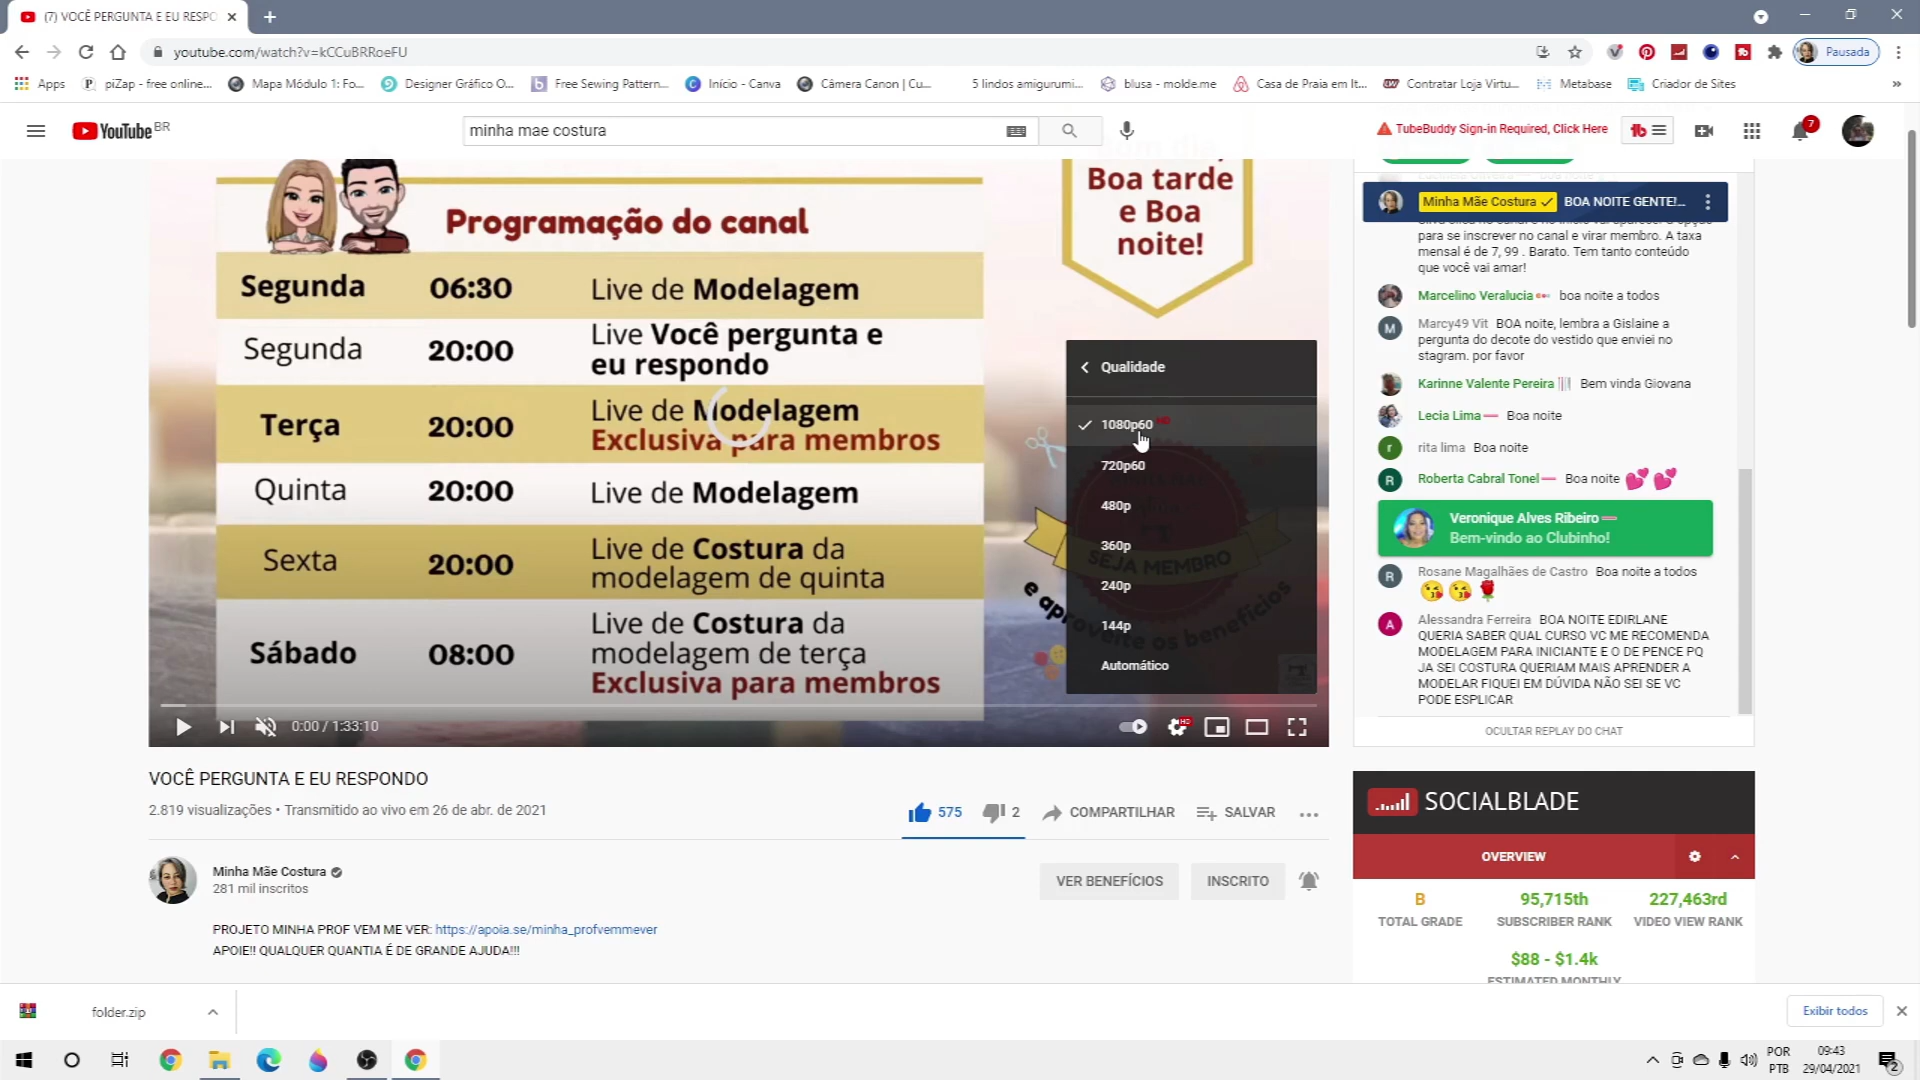 (7) VOCÊ PERGUNTA E EU RESPO
youtube.com/watch?v=kCCuBRRoeFU
Pausada
Apps
piZap - free online...
Mapa Módulo 1: Fo...
Designer Gráfico O...
Free Sewing Pattern...
Início - Canva
Câmera Canon | Cu...
5 lindos amigurumi...
blusa - molde.me
Casa de Praia em It...
Contratar Loja Virtu...
Metabase
Criador de Sites
YouTube BR
minha mae costura
TubeBuddy Sign-in Required, Click Here
7
Programação do canal
Segunda 06:30 Live de Modelagem
Segunda 20:00 Live Você pergunta e
eu respondo
Terça 20:00 Live de Modelagem
Exclusiva para membros
Quinta 20:00 Live de Modelagem
Sexta 20:00 Live de Costura da
modelagem de quinta
Sábado 08:00 Live de Costura da
modelagem de terça
Exclusiva para membros
Boa tarde
e Boa
noite!
SEJA MEMBRO
e aproveite os benefícios
Qualidade
1080p60 HD
720p60
480p
360p
240p
144p
Automático
0:00 / 1:33:10
HD
Minha Mãe Costura BOA NOITE GENTE!...
para se inscrever no canal e virar membro. A taxa
mensal é de 7, 99 . Barato. Tem tanto conteúdo
que você vai amar!
Marcelino Veralucia boa noite a todos
M
Marcy49 Vit BOA noite, lembra a Gislaine a
pergunta do decote do vestido que enviei no
stagram. por favor
Karinne Valente Pereira Bem vinda Giovana
Lecia Lima Boa noite
r
rita lima Boa noite
R
Roberta Cabral Tonel Boa noite
Veronique Alves Ribeiro
Bem-vindo ao Clubinho!
R
Rosane Magalhães de Castro Boa noite a todos
A
Alessandra Ferreira BOA NOITE EDIRLANE
QUERIA SABER QUAL CURSO VC ME RECOMENDA
MODELAGEM PARA INICIANTE E O DE PENCE PQ
JA SEI COSTURA QUERIAM MAIS APRENDER A
MODELAR FIQUEI EM DÚVIDA NÃO SEI SE VC
PODE ESPLICAR
OCULTAR REPLAY DO CHAT
VOCÊ PERGUNTA E EU RESPONDO
2.819 visualizações • Transmitido ao vivo em 26 de abr. de 2021
575
2
COMPARTILHAR
SALVAR
Minha Mãe Costura
281 mil inscritos
VER BENEFÍCIOS
INSCRITO
PROJETO MINHA PROF VEM ME VER: https://apoia.se/minha_profvemmever
APOIE!! QUALQUER QUANTIA É DE GRANDE AJUDA!!!
SOCIALBLADE
OVERVIEW
B 95,715th 227,463rd
TOTAL GRADE SUBSCRIBER RANK VIDEO VIEW RANK
$88 - $1.4k
ESTIMATED MONTHLY
folder.zip
Exibir todos
POR
PTB
09:43
29/04/2021
2